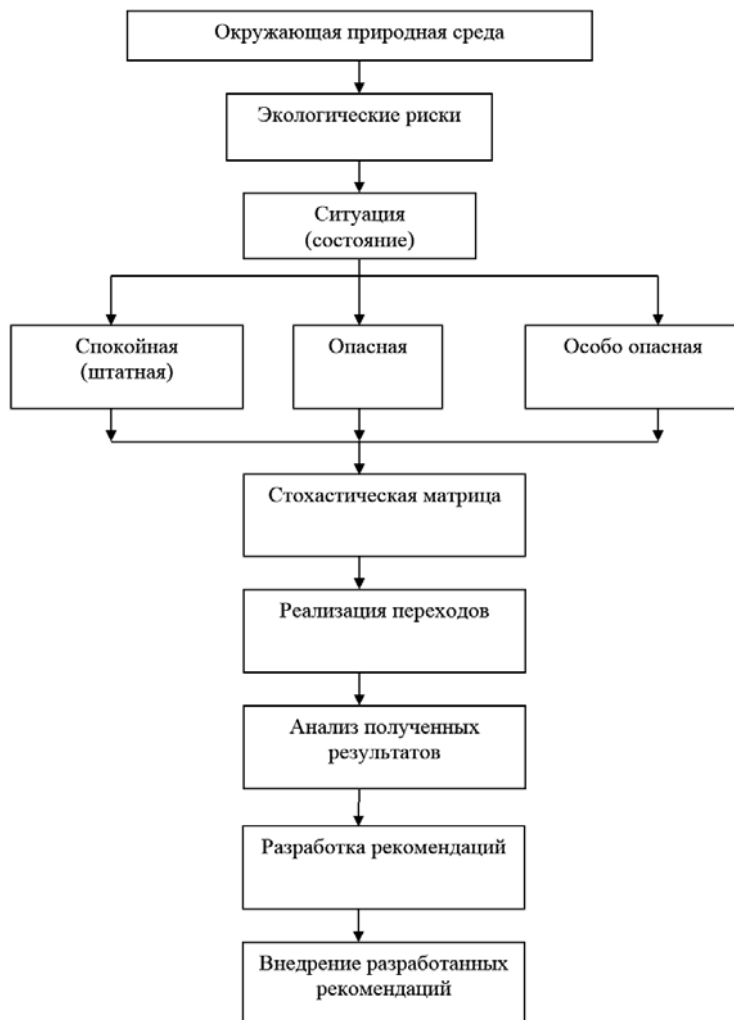 Окружающая природная среда
Экологические риски
Ситуация
(состояние)
Спокойная
(штатная)
Опасная
Особо опасная
Стохастическая матрица
Реализация переходов
Анализ полученных
результатов
Разработка рекомендаций
Внедрение разработанных
рекомендаций